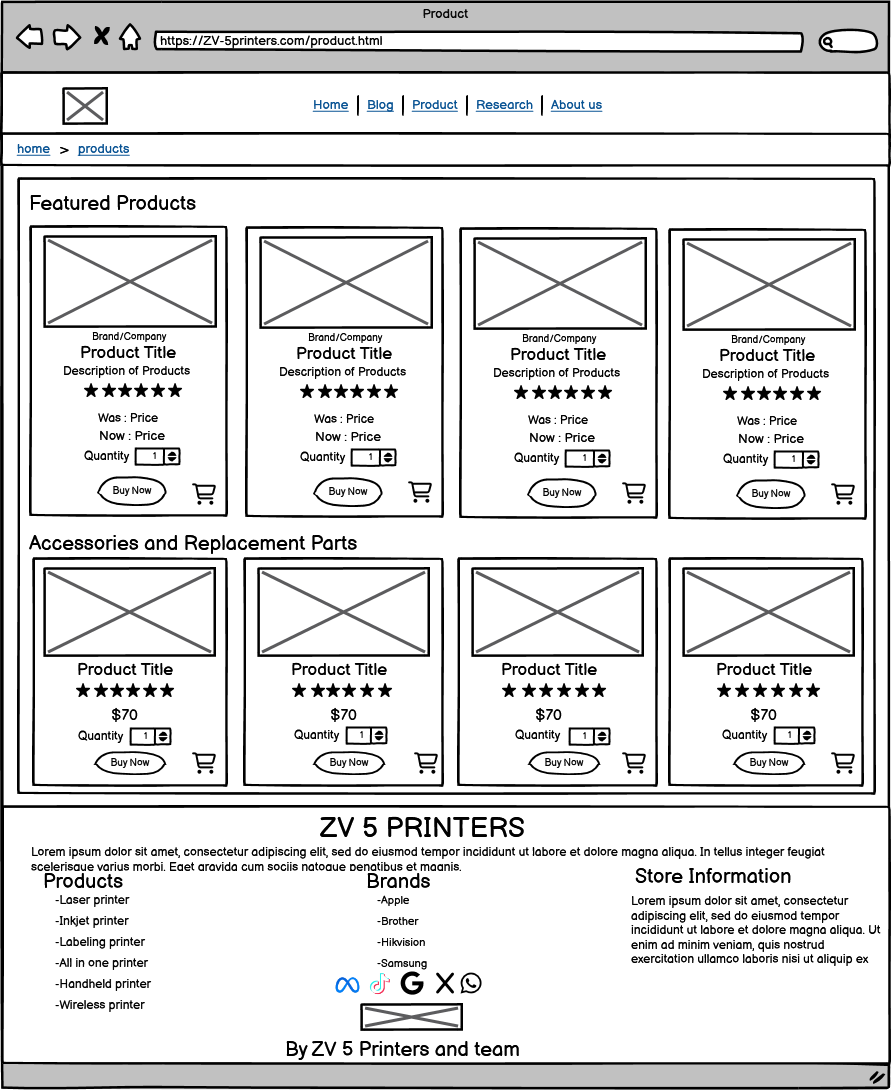 Product
https://ZV-5printers.com/product.html
Home | Blog | Product | Research | About us
home > products
Featured Products
Brand/Company
Product Title
Description of Products
Was : Price
Now : Price
Quantity 1
Buy Now
Brand/Company
Product Title
Description of Products
Was : Price
Now : Price
Quantity 1
Buy Now
Brand/Company
Product Title
Description of Products
Was : Price
Now : Price
Quantity 1
Buy Now
Brand/Company
Product Title
Description of Products
Was : Price
Now : Price
Quantity 1
Buy Now
Accessories and Replacement Parts
Product Title
$70
Quantity 1
Buy Now
Product Title
$70
Quantity 1
Buy Now
Product Title
$70
Quantity 1
Buy Now
Product Title
$70
Quantity 1
Buy Now
ZV 5 PRINTERS
Lorem ipsum dolor sit amet, consectetur adipiscing elit, sed do eiusmod tempor incididunt ut labore et dolore magna aliqua. In tellus integer feugiat
scelerisque varius morbi. Eget gravida cum sociis natoque penatibus et magnis.
Products
-Laser printer
-Inkjet printer
-Labeling printer
-All in one printer
-Handheld printer
-Wireless printer
Brands
-Apple
-Brother
-Hikvision
-Samsung
Store Information
Lorem ipsum dolor sit amet, consectetur
adipiscing elit, sed do eiusmod tempor
incididunt ut labore et dolore magna aliqua. Ut
enim ad minim veniam, quis nostrud
exercitation ullamco laboris nisi ut aliquip ex
By ZV 5 Printers and team